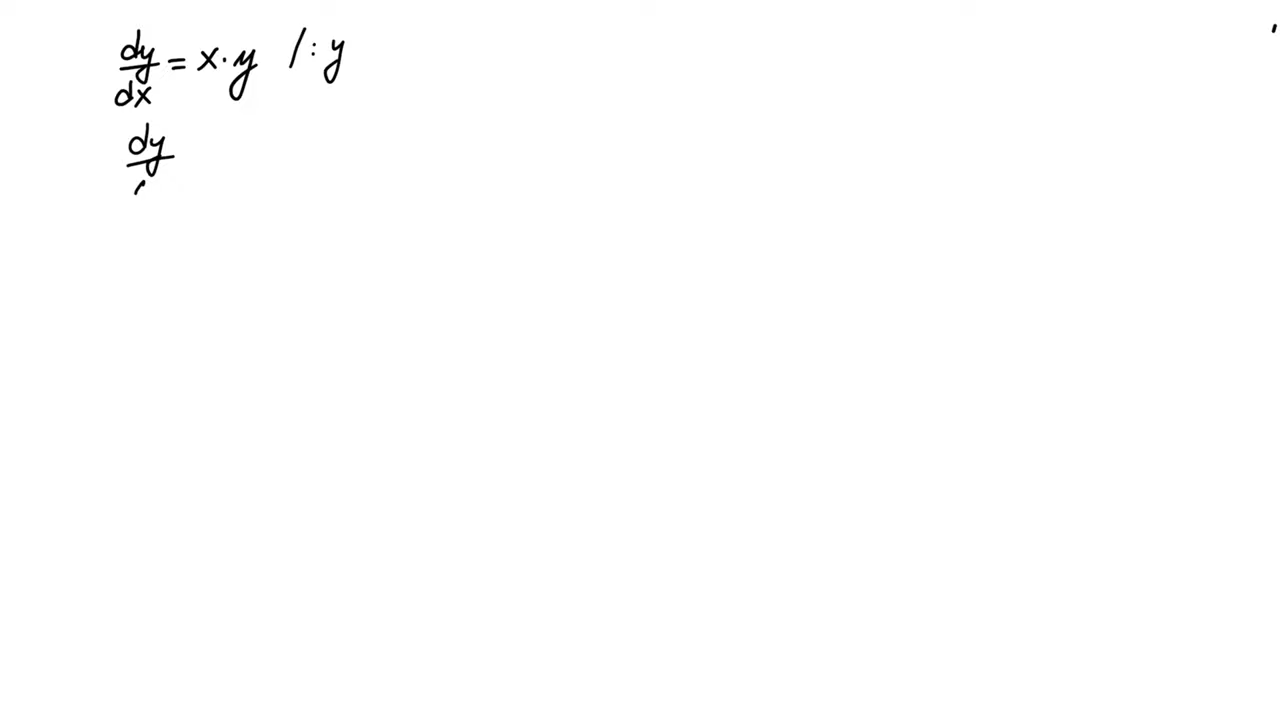 dy/dx = x · y /: y
dy